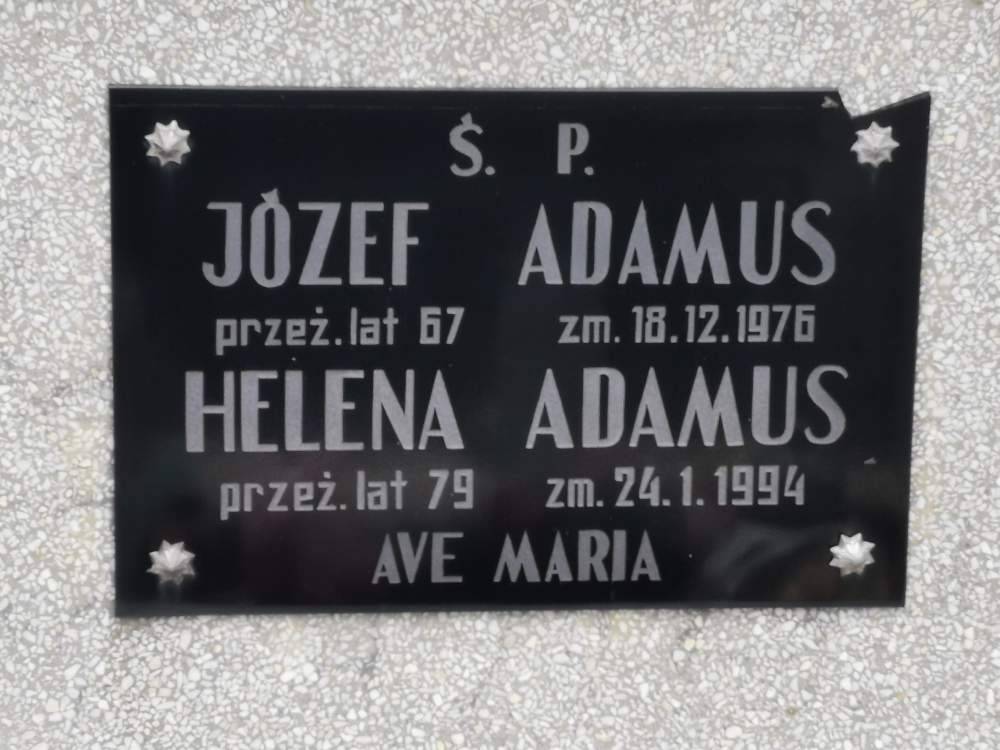 Ś. P.
JÓZEF ADAMUS
przeż. lat 67 zm. 18.12.1976
HELENA ADAMUS
przeż. lat 79 zm. 24.1.1994
AVE MARIA